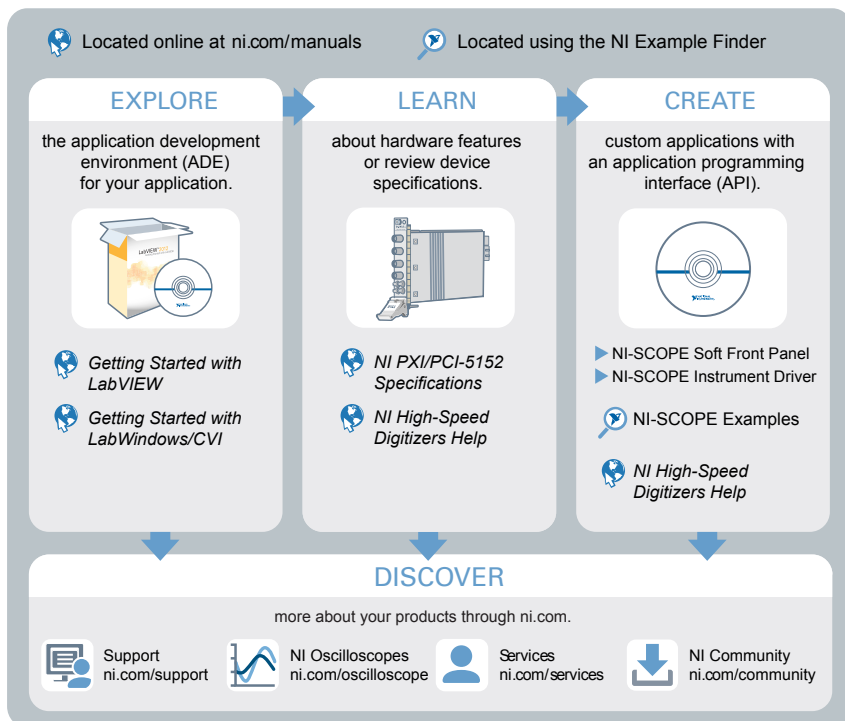 Located online at ni.com/manuals
Located using the NI Example Finder
EXPLORE
the application development
environment (ADE)
for your application.
LabVIEW
Getting Started with
LabVIEW
Getting Started with
LabWindows/CVI
LEARN
about hardware features
or review device
specifications.
NI PXI/PCI-5152
Specifications
NI High-Speed
Digitizers Help
CREATE
custom applications with
an application programming
interface (API).
NI-SCOPE Soft Front Panel
NI-SCOPE Instrument Driver
NI-SCOPE Examples
NI High-Speed
Digitizers Help
DISCOVER
more about your products through ni.com.
Support
ni.com/support
NI Oscilloscopes
ni.com/oscilloscope
Services
ni.com/services
NI Community
ni.com/community